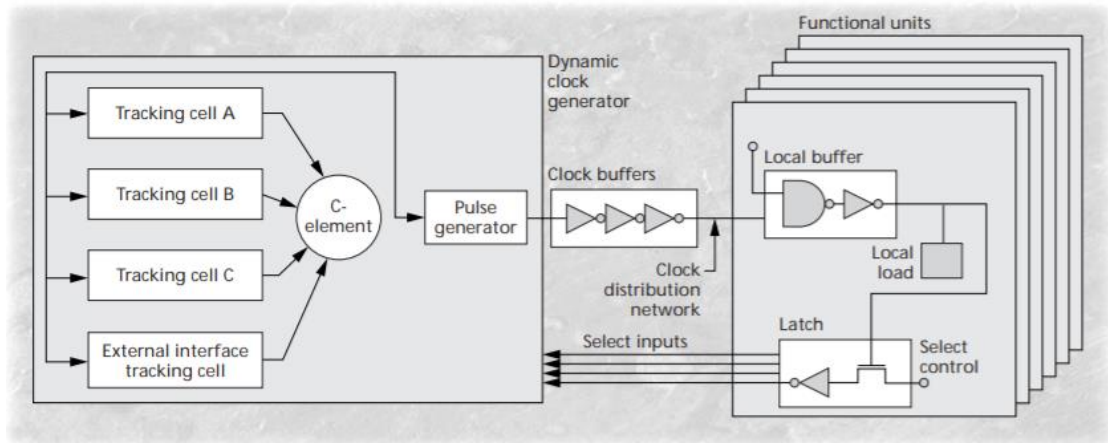 Functional units
Dynamic
clock
generator
Tracking cell A
Tracking cell B
Tracking cell C
External interface
tracking cell
C-
element
Pulse
generator
Clock buffers
Clock
distribution
network
Select inputs
Local buffer
Local
load
Latch
Select
control